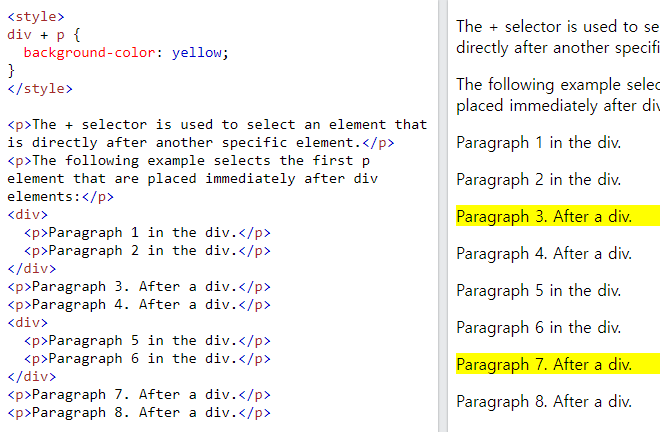 <style>
div + p {
  background-color: yellow;
}
</style>
<p>The + selector is used to select an element that
is directly after another specific element.</p>
<p>The following example selects the first p
element that are placed immediately after div
elements:</p>
<div>
  <p>Paragraph 1 in the div.</p>
  <p>Paragraph 2 in the div.</p>
</div>
<p>Paragraph 3. After a div.</p>
<p>Paragraph 4. After a div.</p>
<div>
  <p>Paragraph 5 in the div.</p>
  <p>Paragraph 6 in the div.</p>
</div>
<p>Paragraph 7. After a div.</p>
<p>Paragraph 8. After a div.</p>
The + selector is used to
directly after another
The following example
placed immediately after
Paragraph 1 in the div.
Paragraph 2 in the div.
Paragraph 3. After a div.
Paragraph 4. After a div.
Paragraph 5 in the div.
Paragraph 6 in the div.
Paragraph 7. After a div.
Paragraph 8. After a div.